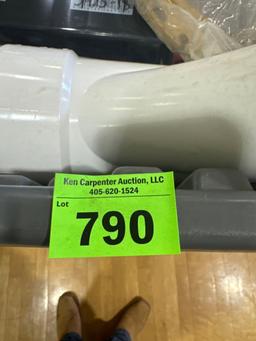 Ken Carpenter Auction, LLC
405-620-1524
Lot
790